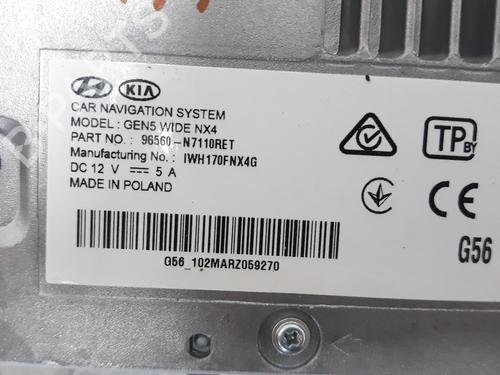 HYUNDAI KIA
CAR NAVIGATION SYSTEM
MODEL : GEN5 WIDE NX4
PART NO. : 96560-N7110RET
Manufacturing No. : IWH170FNX4G
DC 12 V ⎓ 5 A
MADE IN POLAND
TP BY
CE
G56
G56_102MARZ059270